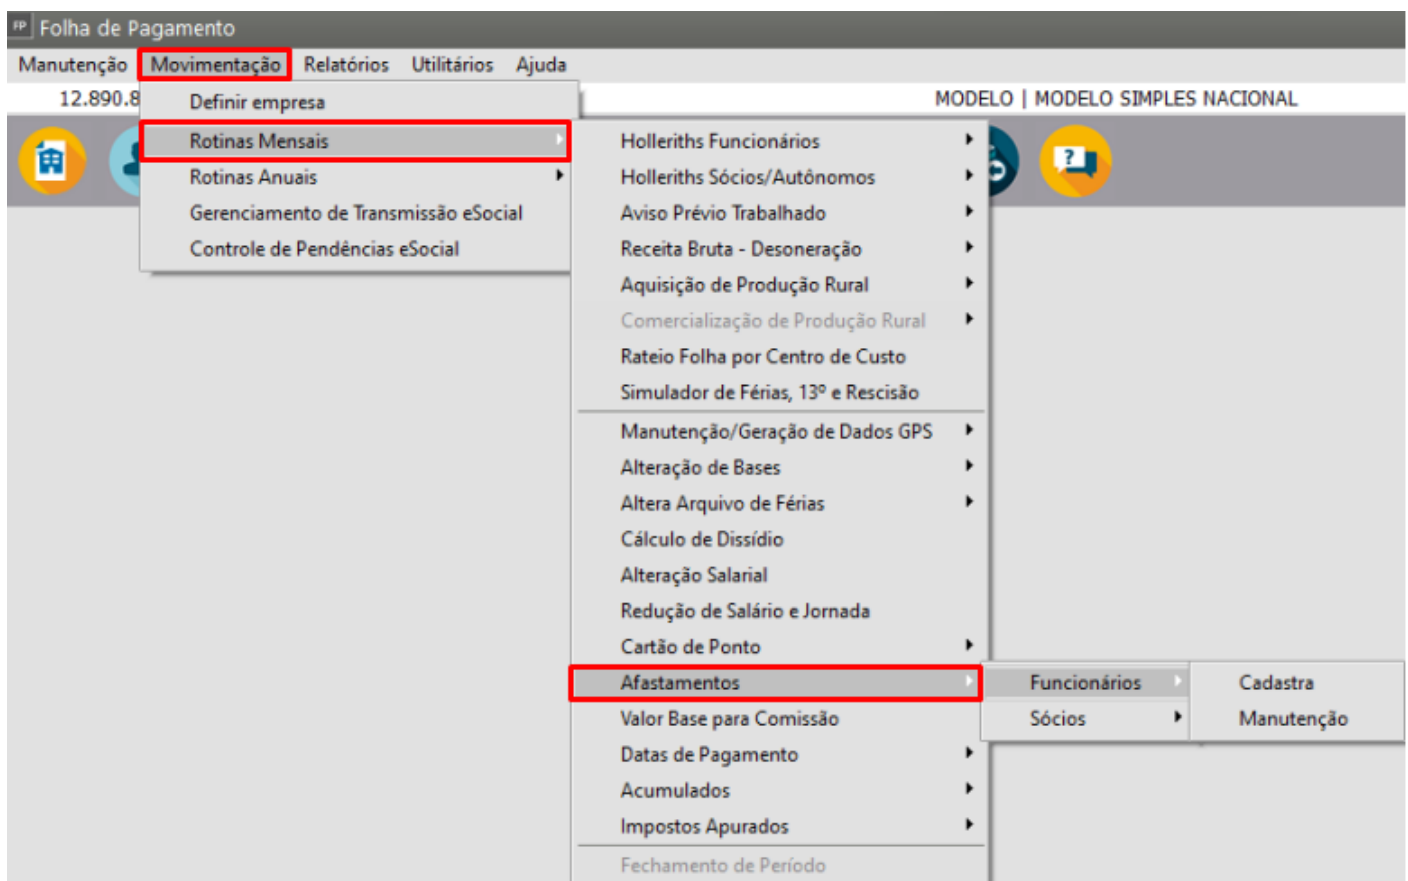 FP Folha de Pagamento
Manutenção Movimentação Relatórios Utilitários Ajuda
12.890.8 MODELO | MODELO SIMPLES NACIONAL
Definir empresa
Rotinas Mensais
Rotinas Anuais
Gerenciamento de Transmissão eSocial
Controle de Pendências eSocial
Holleriths Funcionários
Holleriths Sócios/Autônomos
Aviso Prévio Trabalhado
Receita Bruta - Desoneração
Aquisição de Produção Rural
Comercialização de Produção Rural
Rateio Folha por Centro de Custo
Simulador de Férias, 13º e Rescisão
Manutenção/Geração de Dados GPS
Alteração de Bases
Altera Arquivo de Férias
Cálculo de Dissídio
Alteração Salarial
Redução de Salário e Jornada
Cartão de Ponto
Afastamentos
Valor Base para Comissão
Datas de Pagamento
Acumulados
Impostos Apurados
Fechamento de Período
Funcionários
Sócios
Cadastra
Manutenção
?